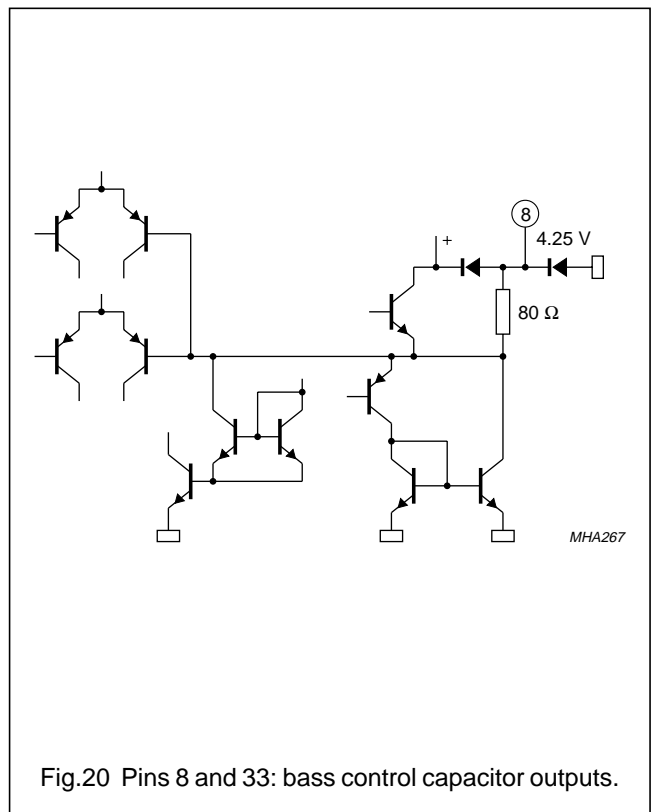 8
+
4.25 V
80 Ω
MHA267
Fig.20 Pins 8 and 33: bass control capacitor outputs.